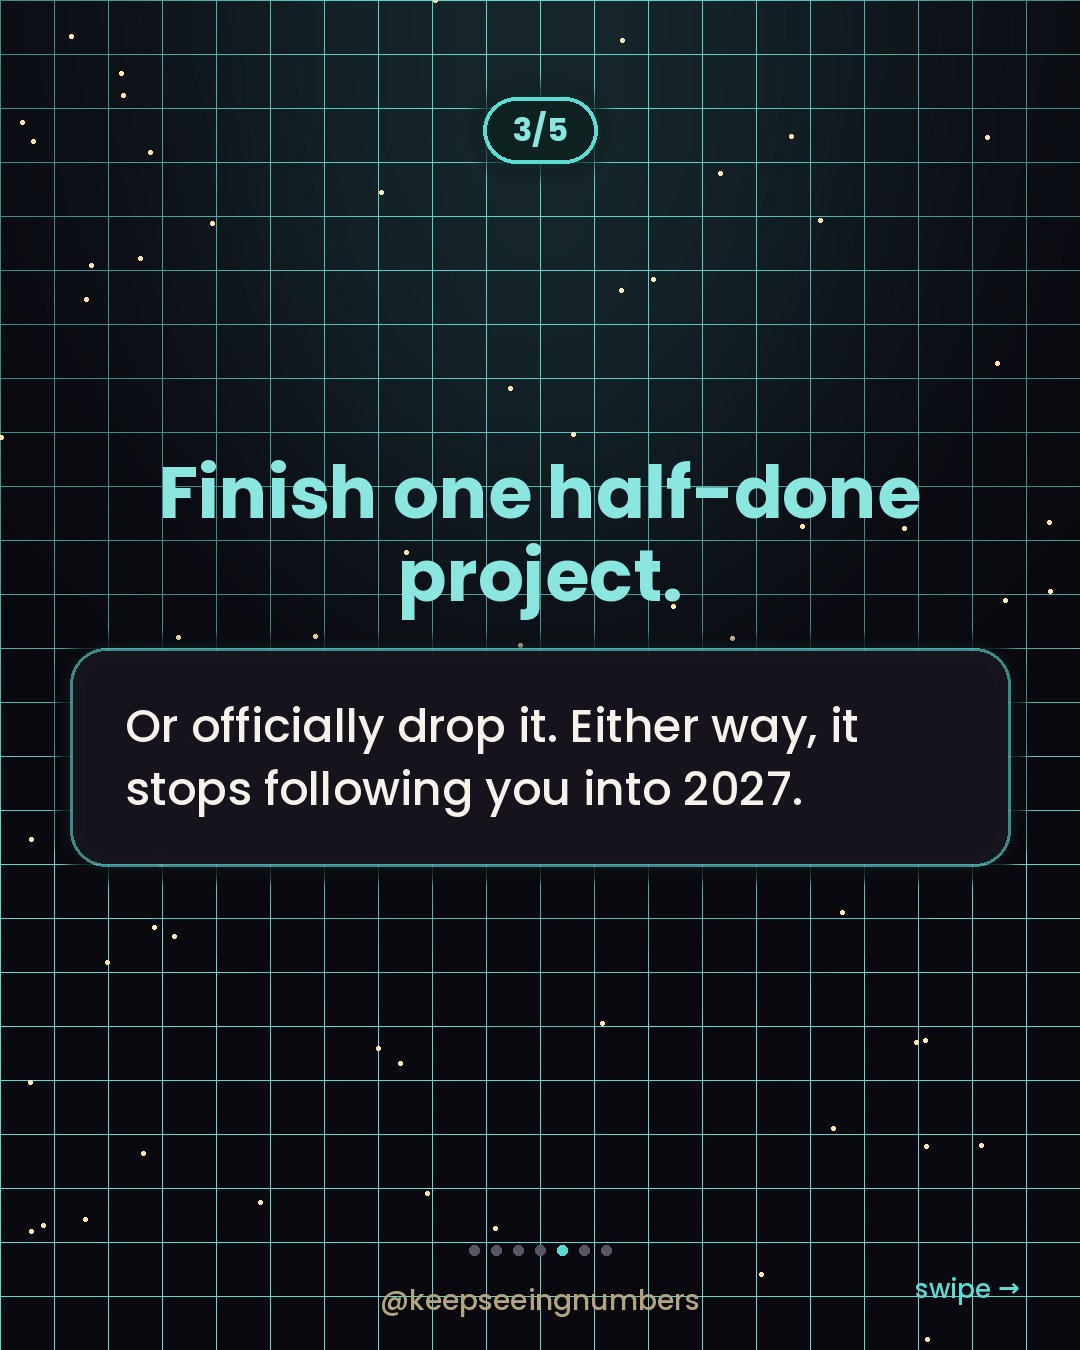 3/5
Finish one half-done
project.
Or officially drop it. Either way, it
stops following you into 2027.
@keepseeingnumbers
swipe →